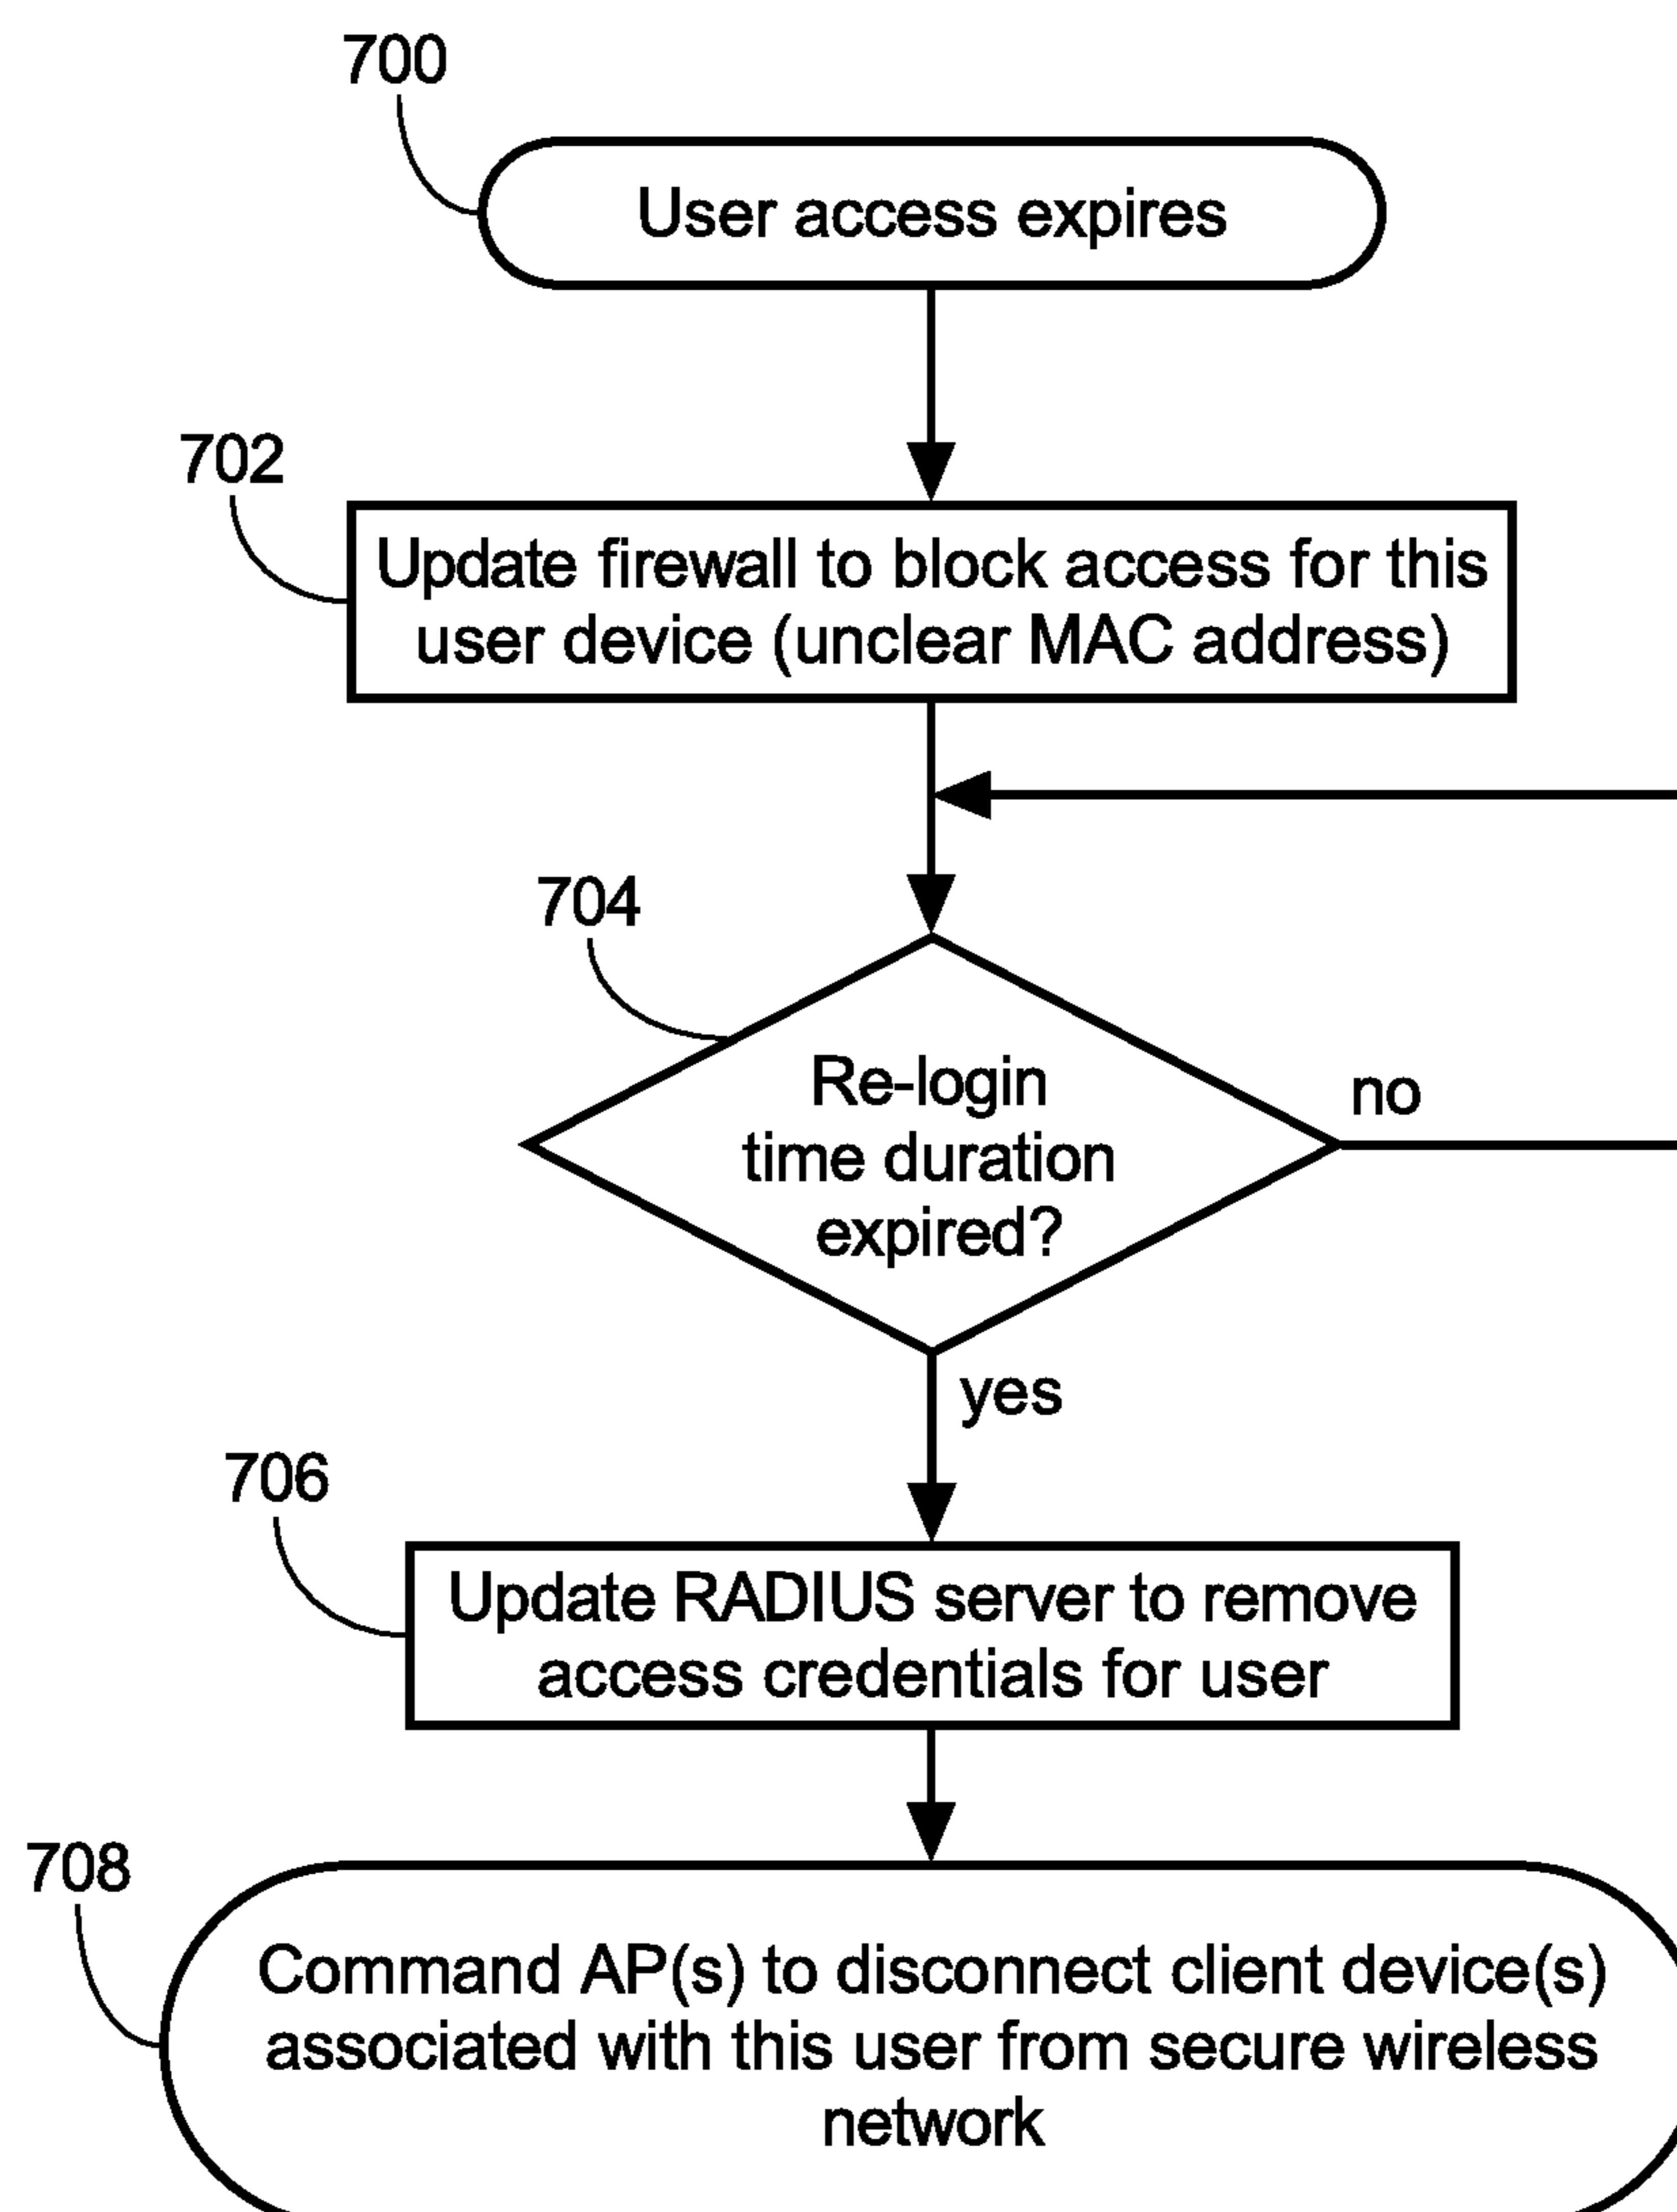 700
User access expires
702
Update firewall to block access for this
user device (unclear MAC address)
704
Re-login
time duration
expired?
no
yes
706
Update RADIUS server to remove
access credentials for user
708
Command AP(s) to disconnect client device(s)
associated with this user from secure wireless
network